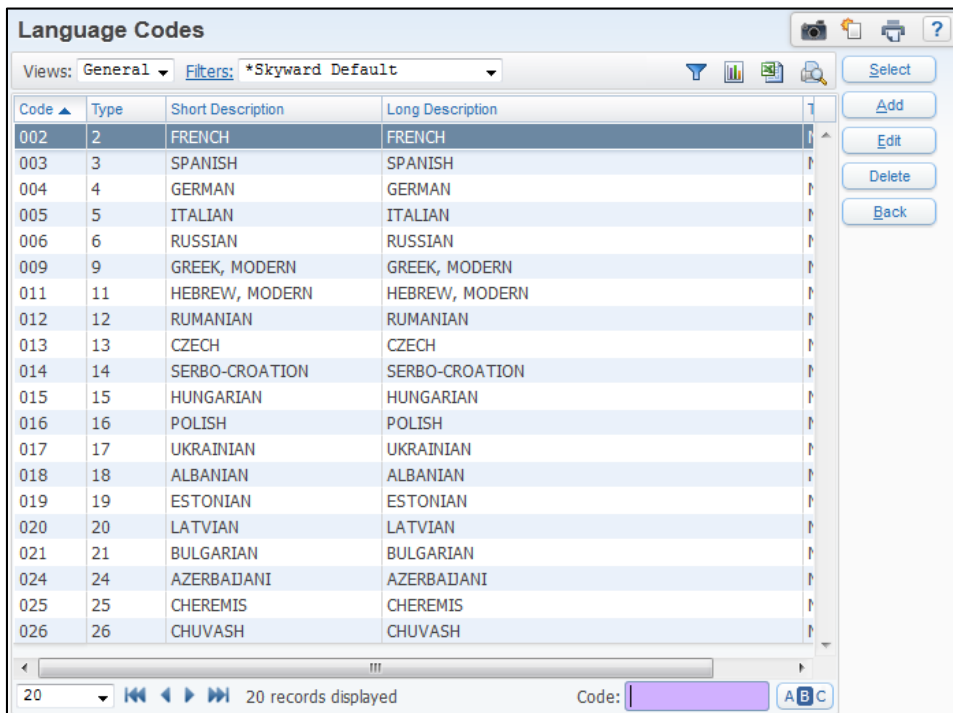 Language Codes ?
Views: General Filters: *Skyward Default Select
Code Type Short Description Long Description T Add
002 2 FRENCH FRENCH N Edit
003 3 SPANISH SPANISH N
004 4 GERMAN GERMAN N Delete
005 5 ITALIAN ITALIAN N Back
006 6 RUSSIAN RUSSIAN N
009 9 GREEK, MODERN GREEK, MODERN N
011 11 HEBREW, MODERN HEBREW, MODERN N
012 12 RUMANIAN RUMANIAN N
013 13 CZECH CZECH N
014 14 SERBO-CROATION SERBO-CROATION N
015 15 HUNGARIAN HUNGARIAN N
016 16 POLISH POLISH N
017 17 UKRAINIAN UKRAINIAN N
018 18 ALBANIAN ALBANIAN N
019 19 ESTONIAN ESTONIAN N
020 20 LATVIAN LATVIAN N
021 21 BULGARIAN BULGARIAN N
024 24 AZERBAIJANI AZERBAIJANI N
025 25 CHEREMIS CHEREMIS N
026 26 CHUVASH CHUVASH N
20 20 records displayed Code: ABC